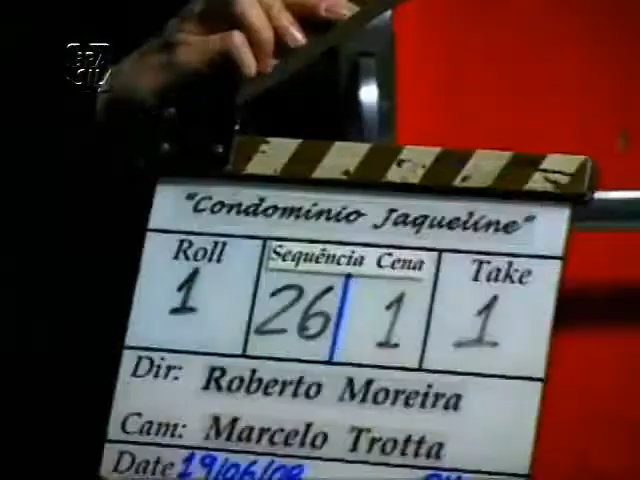 BRA
"Condomínio Jaqueline"
Roll Sequência Cena Take
1 26 1 1
Dir: Roberto Moreira
Cam: Marcelo Trotta
Date 19/06/08